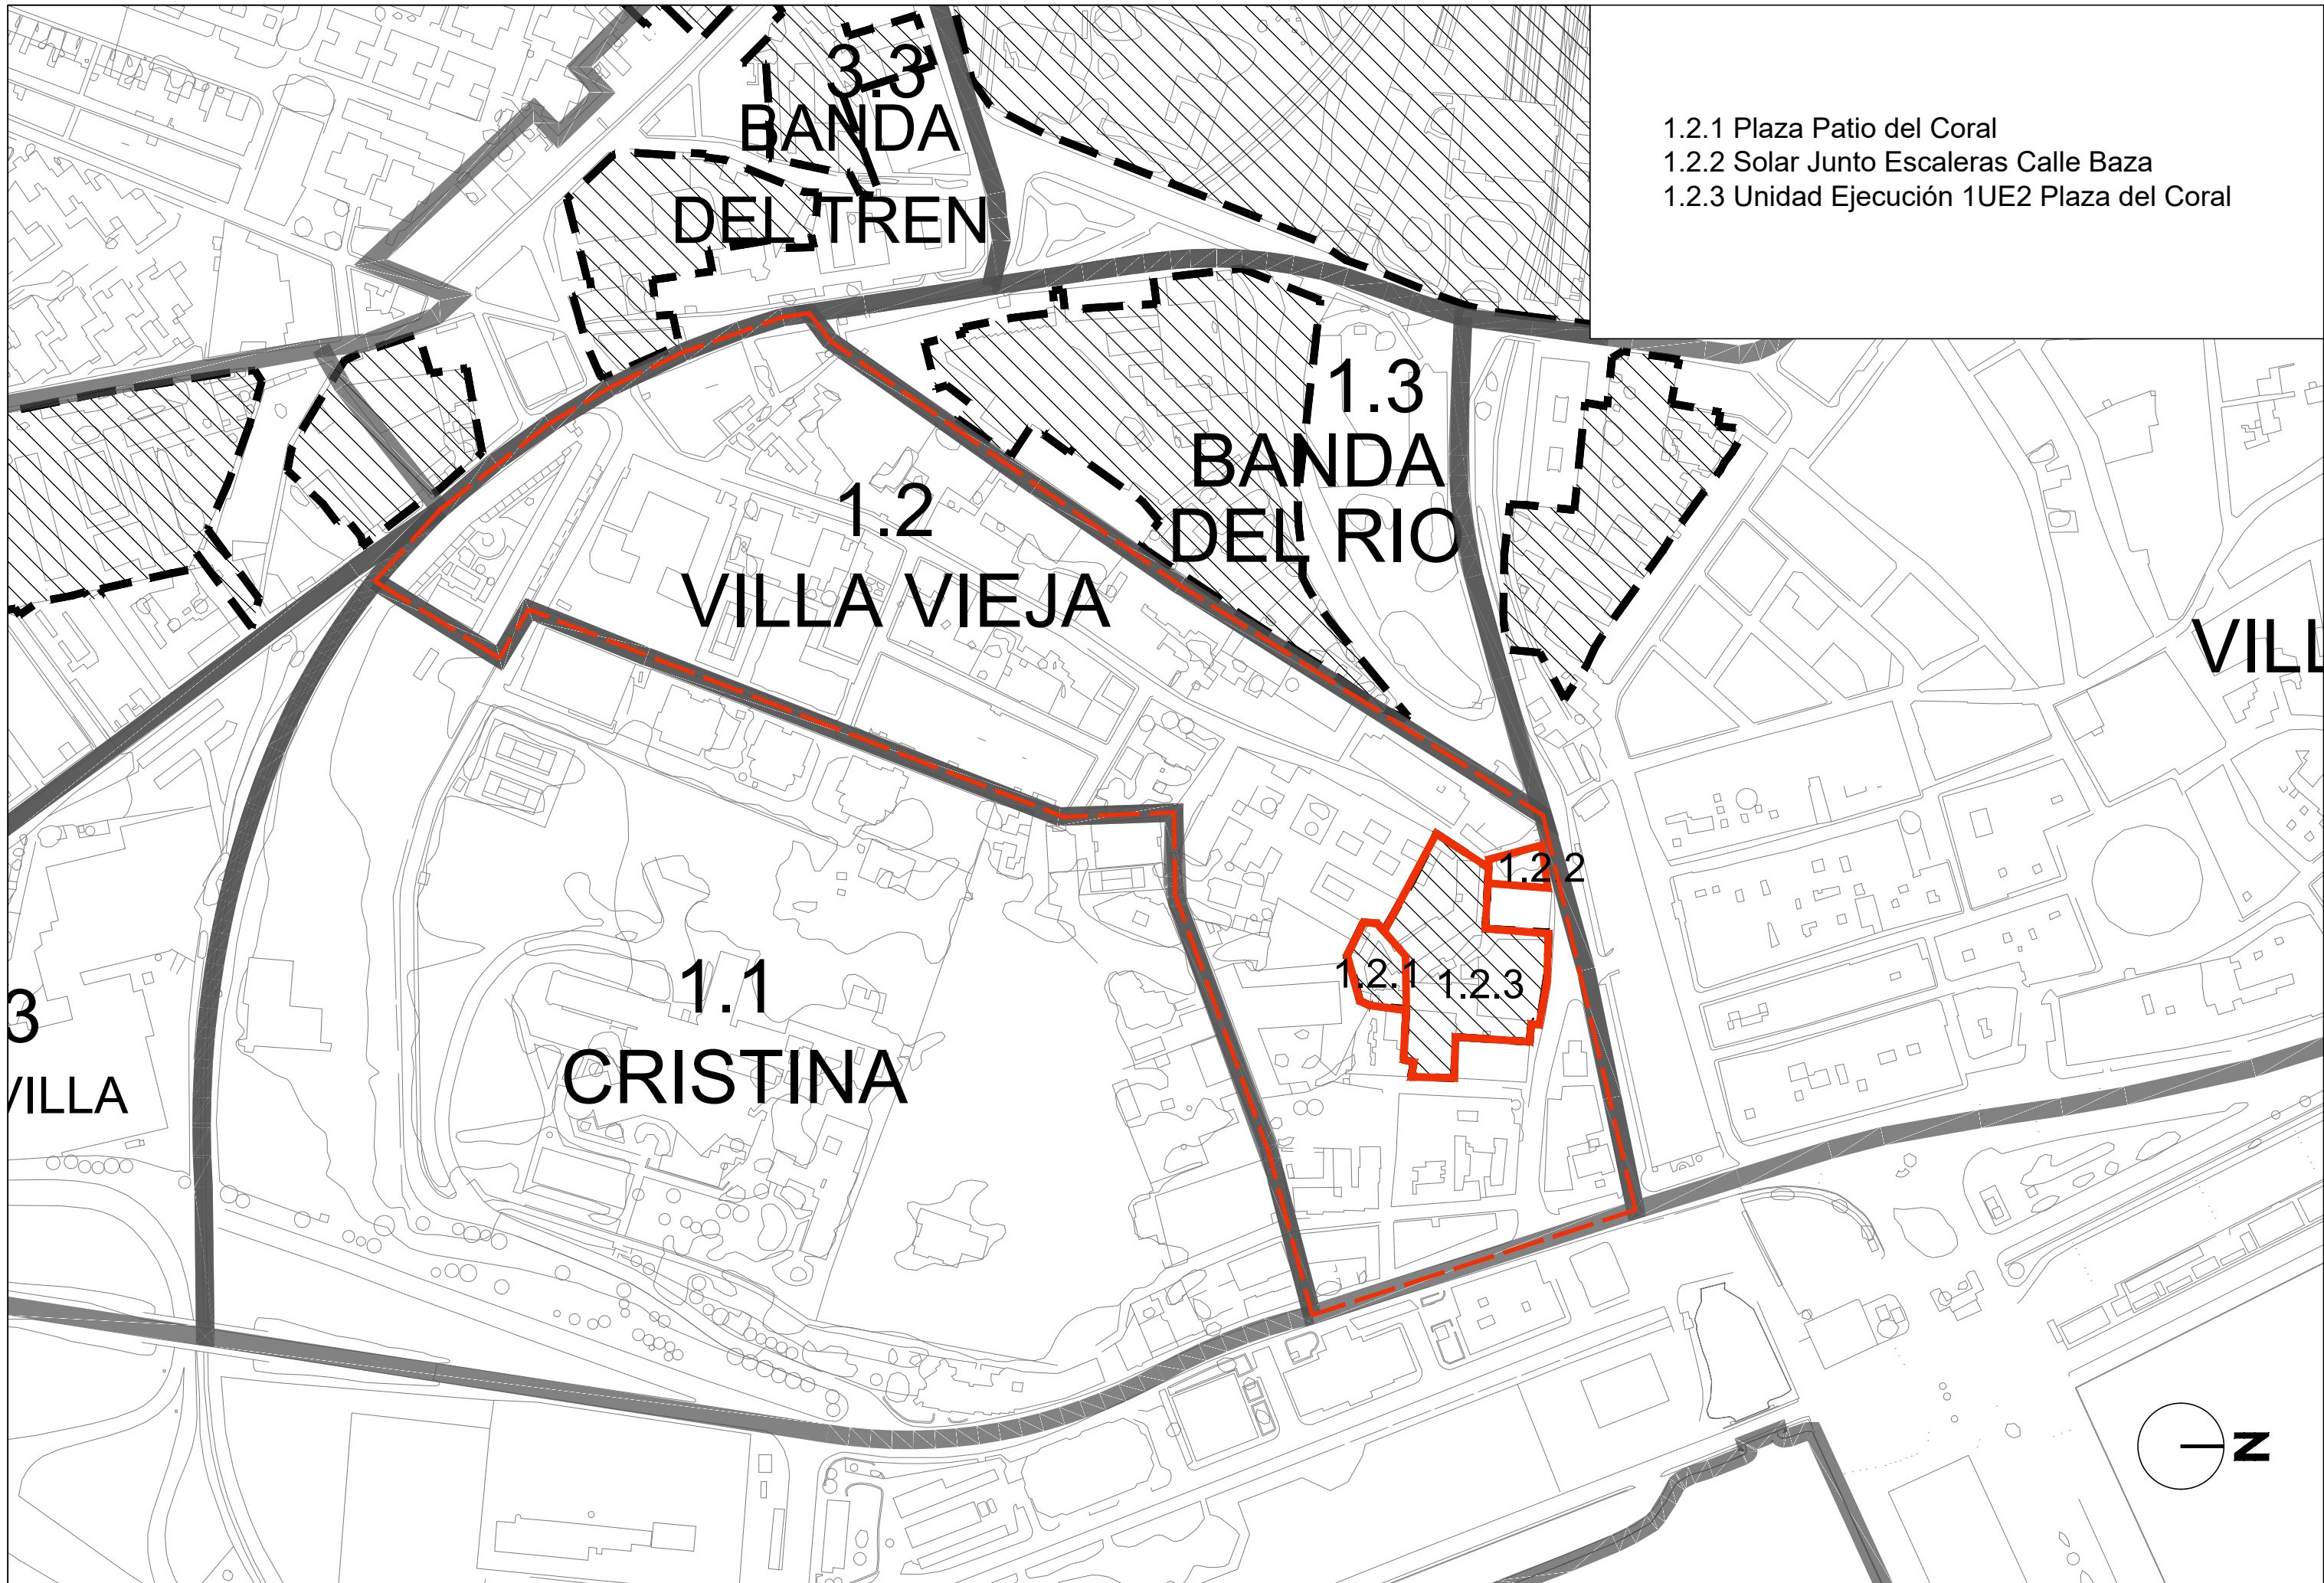 3.3
BANDA
DEL TREN
1.2.1 Plaza Patio del Coral
1.2.2 Solar Junto Escaleras Calle Baza
1.2.3 Unidad Ejecución 1UE2 Plaza del Coral
1.3
BANDA
DEL RIO
1.2
VILLA VIEJA
VILL
1.2.2
1.2.1
1.2.3
1.1
CRISTINA
3
VILLA
N